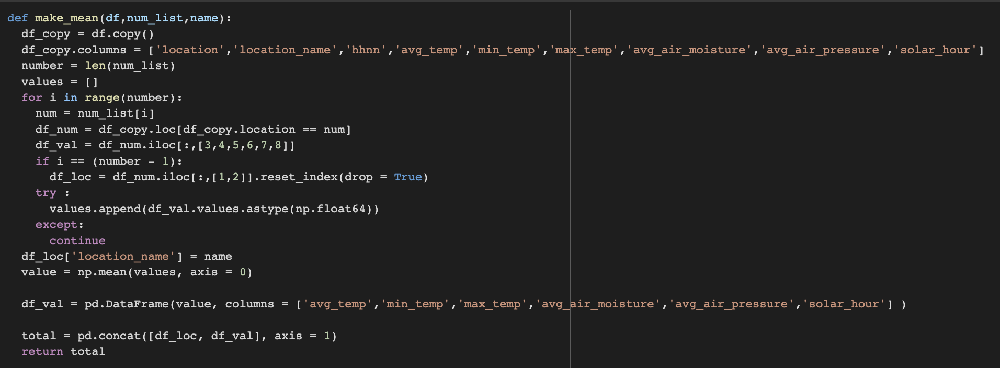 def make_mean(df,num_list,name):
  df_copy = df.copy()
  df_copy.columns = ['location','location_name','hhnn','avg_temp','min_temp','max_temp','avg_air_moisture','avg_air_pressure','solar_hour']
  number = len(num_list)
  values = []
  for i in range(number):
    num = num_list[i]
    df_num = df_copy.loc[df_copy.location == num]
    df_val = df_num.iloc[:,[3,4,5,6,7,8]]
    if i == (number - 1):
      df_loc = df_num.iloc[:,[1,2]].reset_index(drop = True)
    try :
      values.append(df_val.values.astype(np.float64))
    except:
      continue
  df_loc['location_name'] = name
  value = np.mean(values, axis = 0)
  df_val = pd.DataFrame(value, columns = ['avg_temp','min_temp','max_temp','avg_air_moisture','avg_air_pressure','solar_hour'] )
  total = pd.concat([df_loc, df_val], axis = 1)
  return total